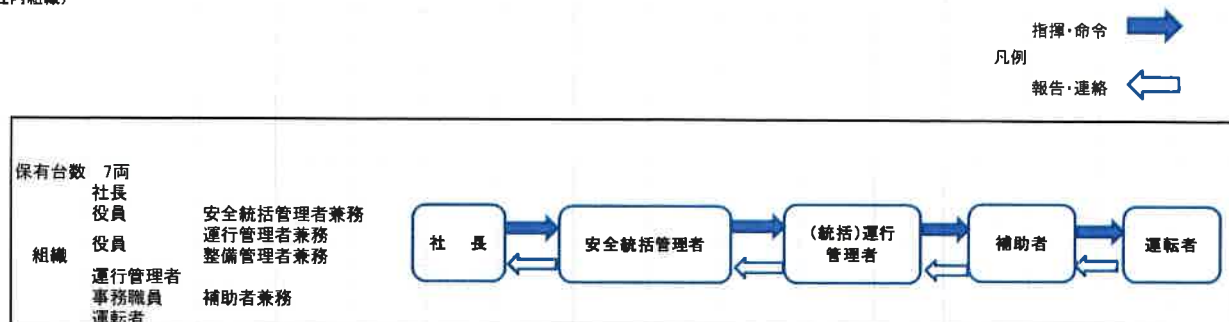 指揮・命令
凡例
報告・連絡
保有台数 7両
社長
役員 安全統括管理者兼務
役員 運行管理者兼務
整備管理者兼務
組織
運行管理者
事務職員 補助者兼務
運転者
社 長
安全統括管理者
(統括)運行
管理者
補助者
運転者